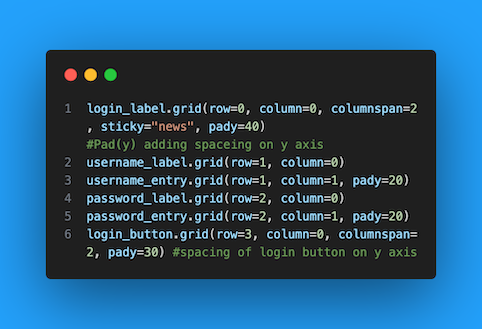 1 login_label.grid(row=0, column=0, columnspan=2
, sticky="news", pady=40)
#Pad(y) adding spaceing on y axis
2 username_label.grid(row=1, column=0)
3 username_entry.grid(row=1, column=1, pady=20)
4 password_label.grid(row=2, column=0)
5 password_entry.grid(row=2, column=1, pady=20)
6 login_button.grid(row=3, column=0, columnspan=
2, pady=30) #spacing of login button on y axis